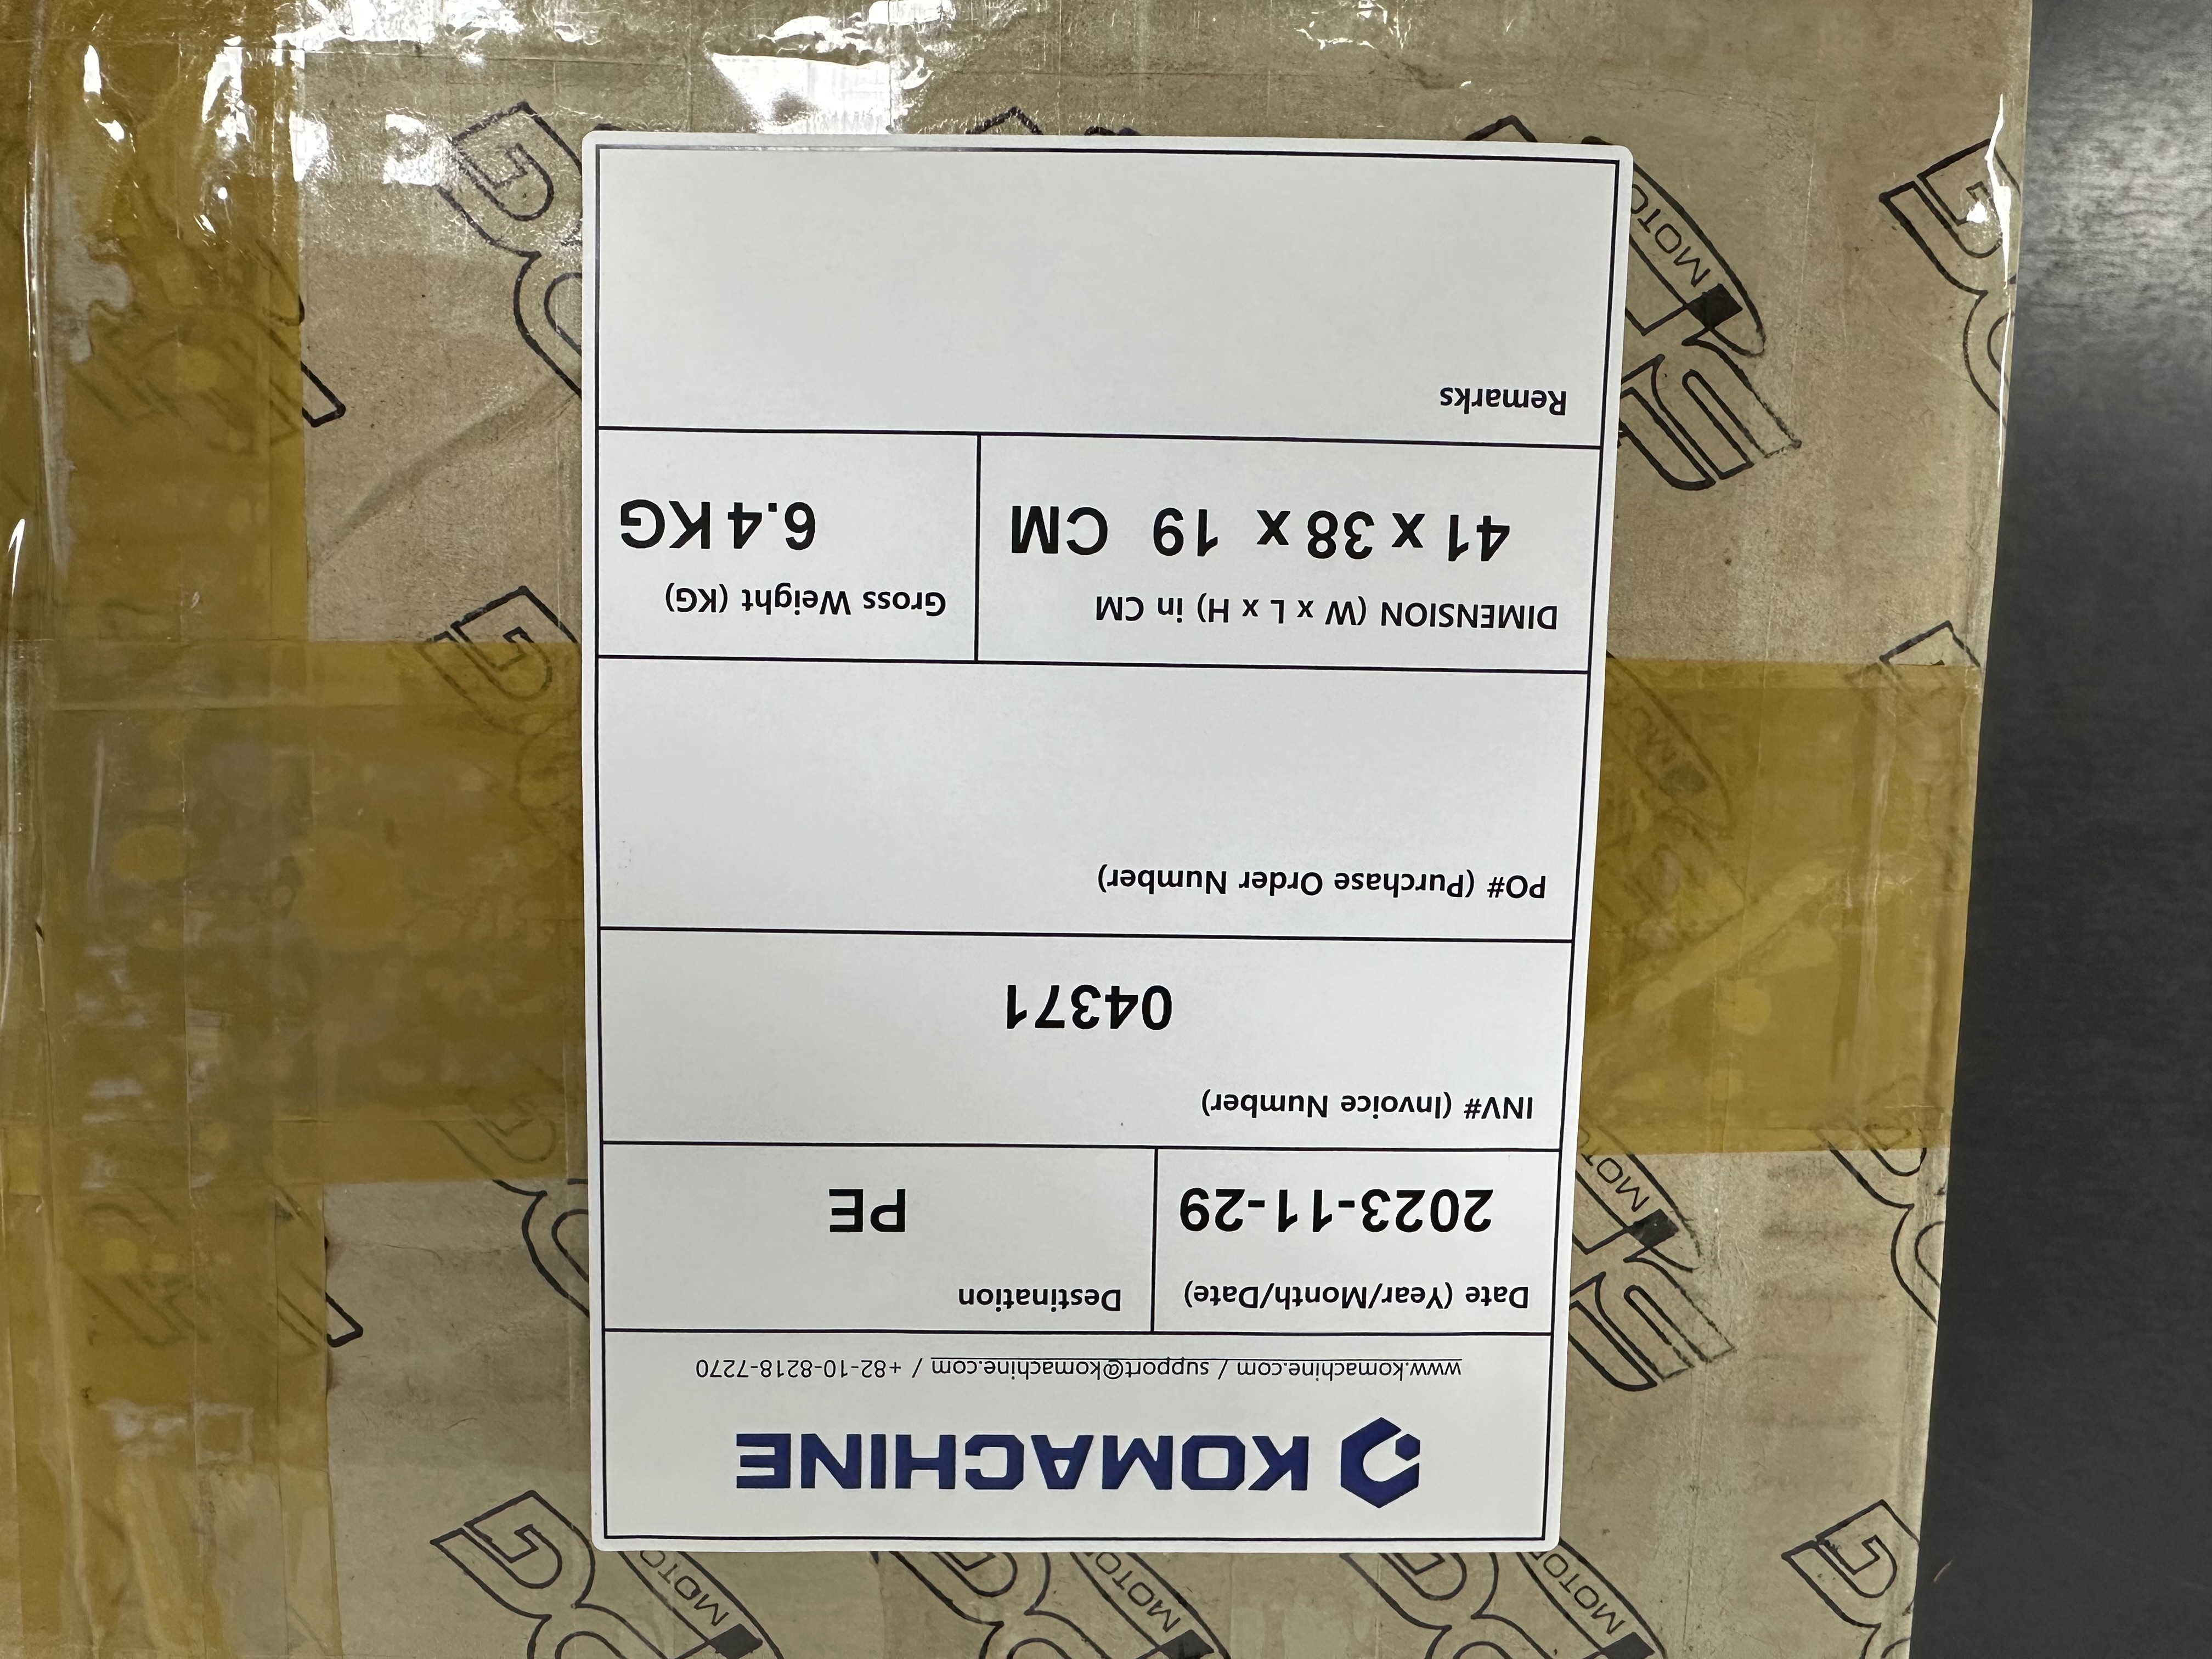 KOMACHINE
www.komachine.com / support@komachine.com / +82-10-8218-7270
Date (Year/Month/Date)
2023-11-29
Destination
PE
INV# (Invoice Number)
04371
PO# (Purchase Order Number)
DIMENSION (W x L x H) in CM
41 x 38 x 19 CM
Gross Weight (KG)
6.4 KG
Remarks